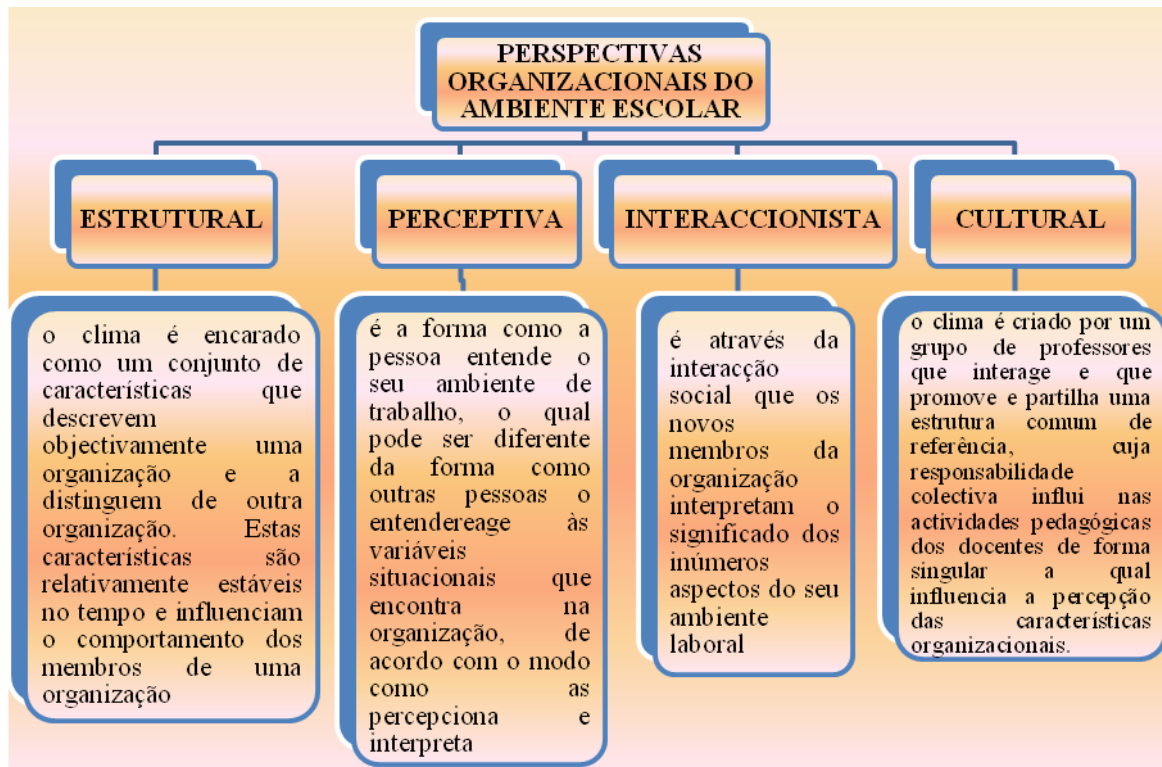 PERSPECTIVAS
ORGANIZACIONAIS DO
AMBIENTE ESCOLAR
ESTRUTURAL
PERCEPTIVA
INTERACCIONISTA
CULTURAL
o clima é encarado
como um conjunto de
características que
descrevem
objectivamente uma
organização e a
distinguem de outra
organização. Estas
características são
relativamente estáveis
no tempo e influenciam
o comportamento dos
membros de uma
organização
é a forma como a
pessoa entende o
seu ambiente de
trabalho, o qual
pode ser diferente
da forma como
outras pessoas o
entendereage às
variáveis
situacionais que
encontra na
organização, de
acordo com o modo
como as
percepciona e
interpreta
é através da
interacção
social que os
novos
membros da
organização
interpretam o
significado dos
inúmeros
aspectos do seu
ambiente
laboral
o clima é criado por um
grupo de professores
que interage e que
promove e partilha uma
estrutura comum de
referência, cuja
responsabilidade
colectiva influi nas
actividades pedagógicas
dos docentes de forma
singular a qual
influencia a percepção
das características
organizacionais.